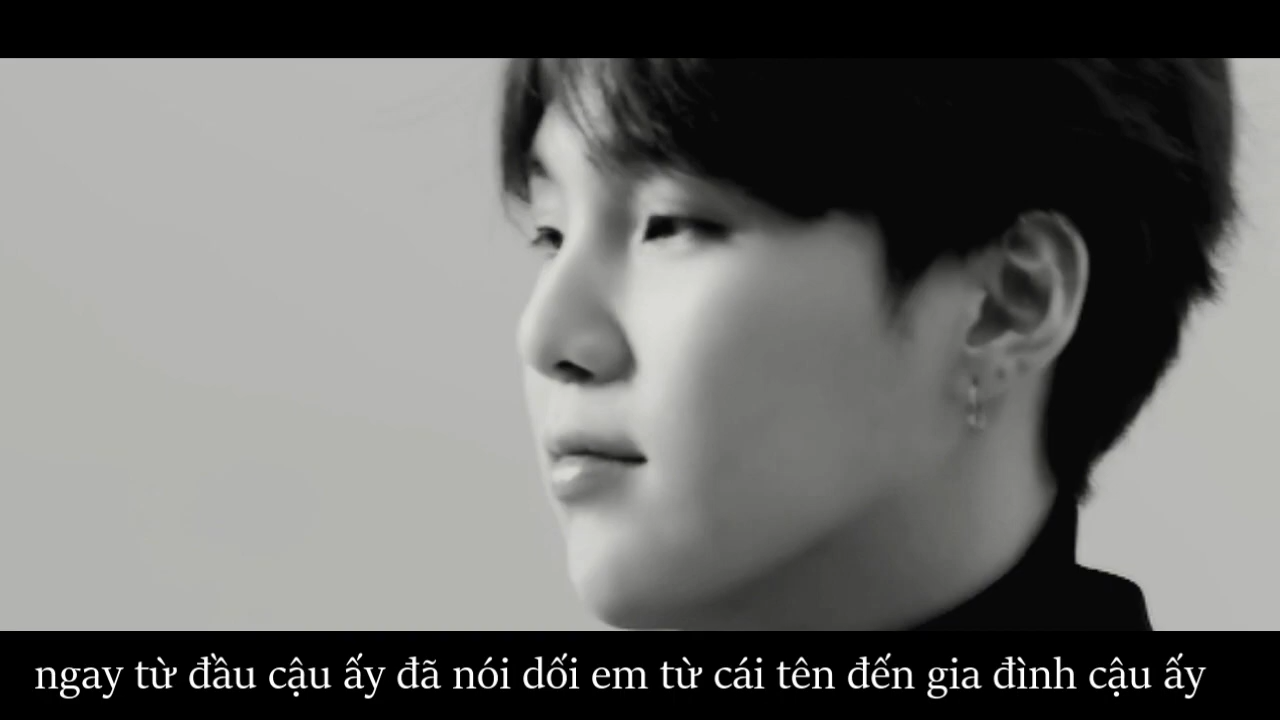 ngay từ đầu cậu ấy đã nói dối em từ cái tên đến gia đình cậu ấy